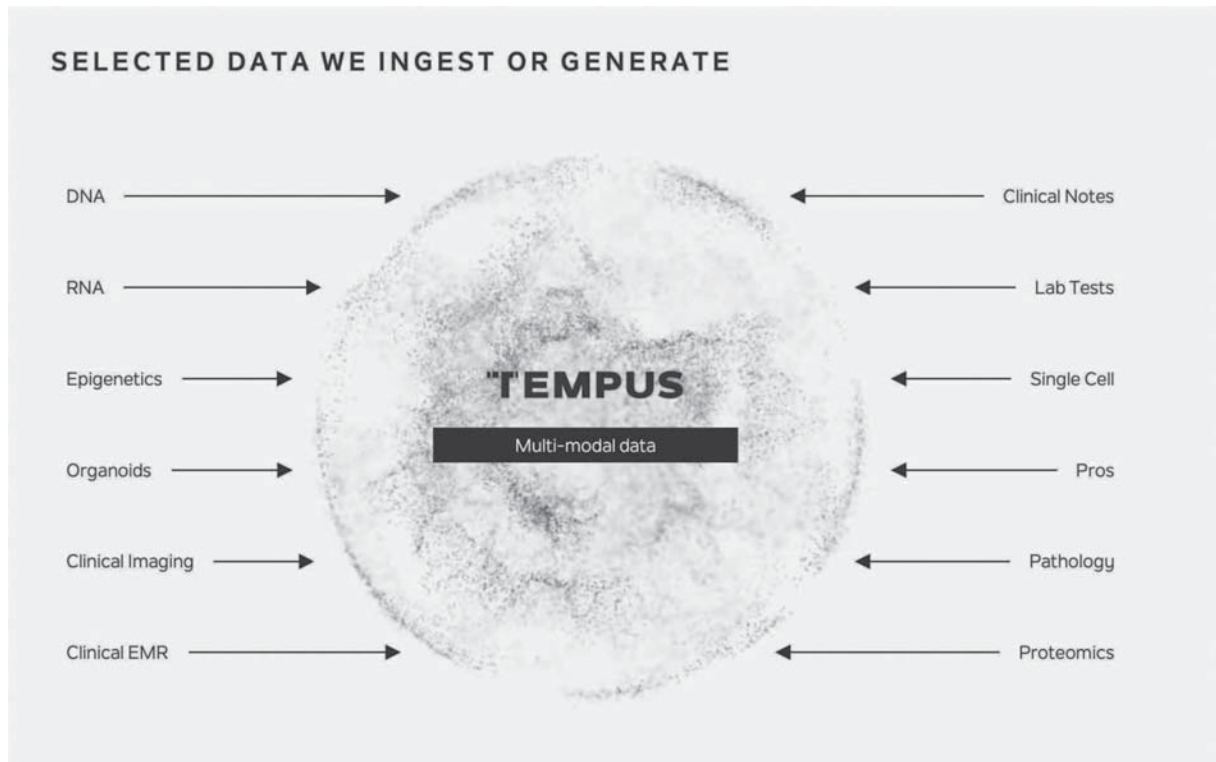 SELECTED DATA WE INGEST OR GENERATE
DNA
RNA
Epigenetics
Organoids
Clinical Imaging
Clinical EMR
TEMPUS
Multi-modal data
Clinical Notes
Lab Tests
Single Cell
Pros
Pathology
Proteomics